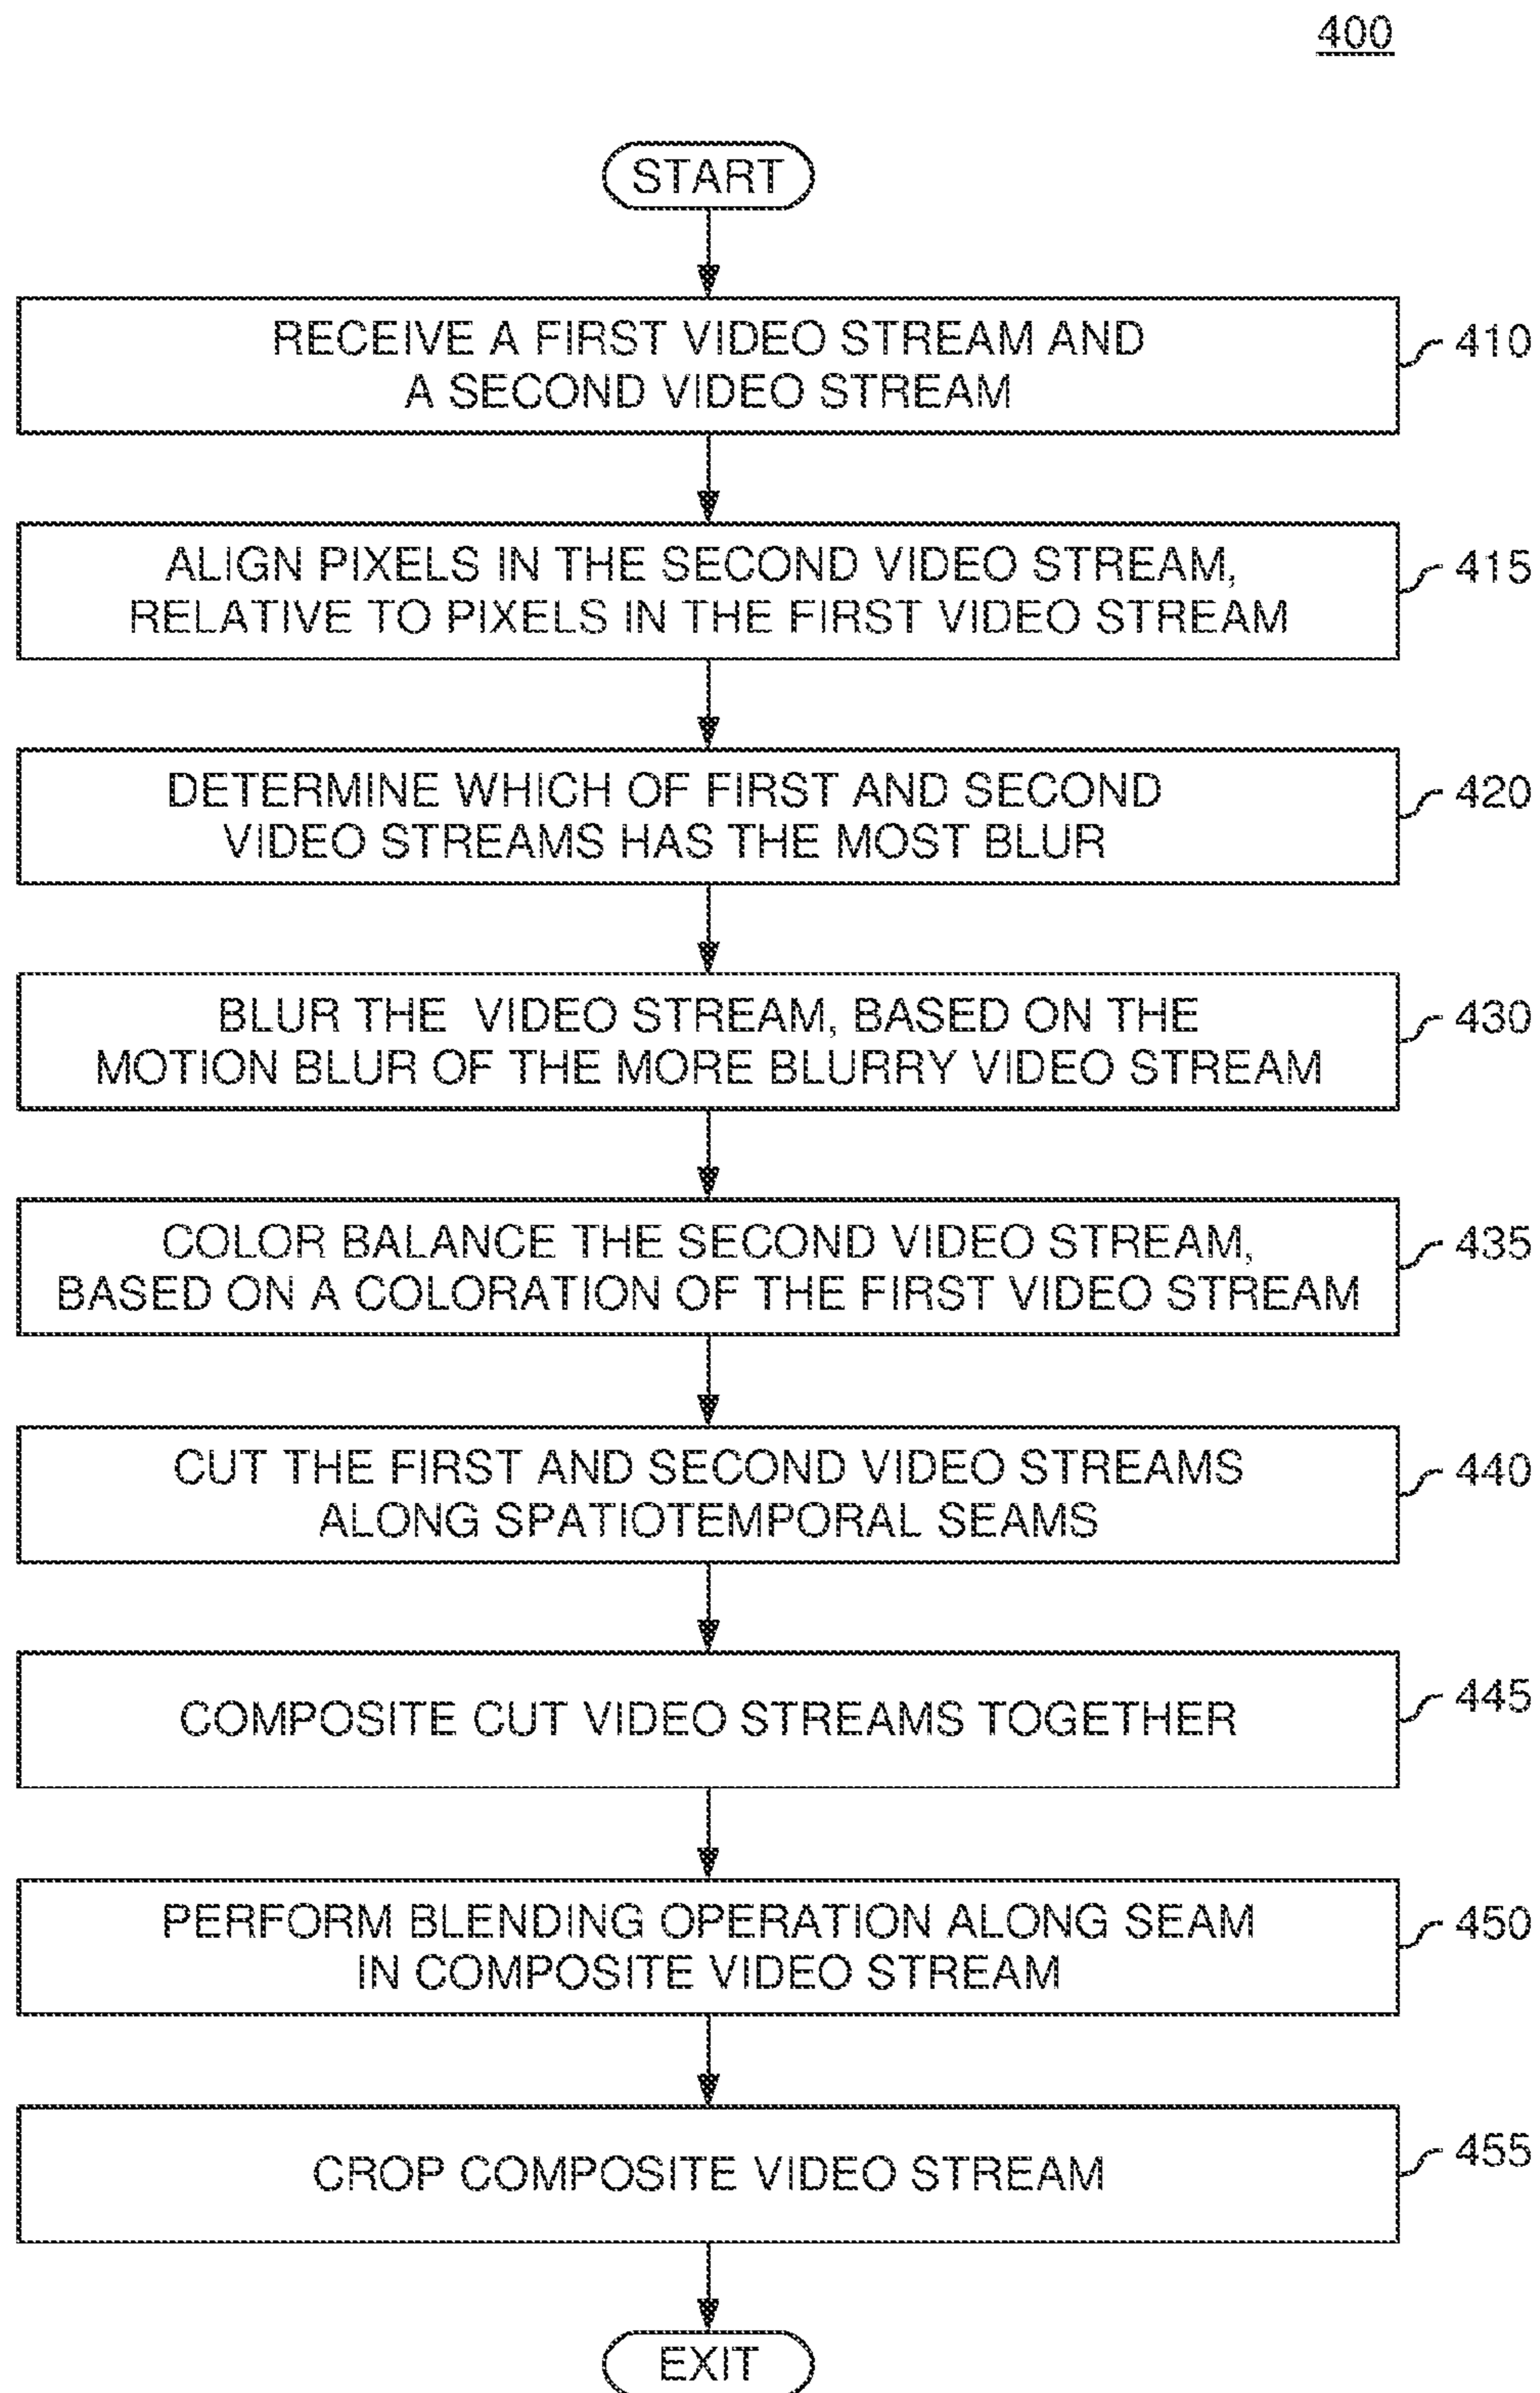 400
START
RECEIVE A FIRST VIDEO STREAM AND
A SECOND VIDEO STREAM
410
ALIGN PIXELS IN THE SECOND VIDEO STREAM,
RELATIVE TO PIXELS IN THE FIRST VIDEO STREAM
415
DETERMINE WHICH OF FIRST AND SECOND
VIDEO STREAMS HAS THE MOST BLUR
420
BLUR THE VIDEO STREAM, BASED ON THE
MOTION BLUR OF THE MORE BLURRY VIDEO STREAM
430
COLOR BALANCE THE SECOND VIDEO STREAM,
BASED ON A COLORATION OF THE FIRST VIDEO STREAM
435
CUT THE FIRST AND SECOND VIDEO STREAMS
ALONG SPATIOTEMPORAL SEAMS
440
COMPOSITE CUT VIDEO STREAMS TOGETHER
445
PERFORM BLENDING OPERATION ALONG SEAM
IN COMPOSITE VIDEO STREAM
450
CROP COMPOSITE VIDEO STREAM
455
EXIT